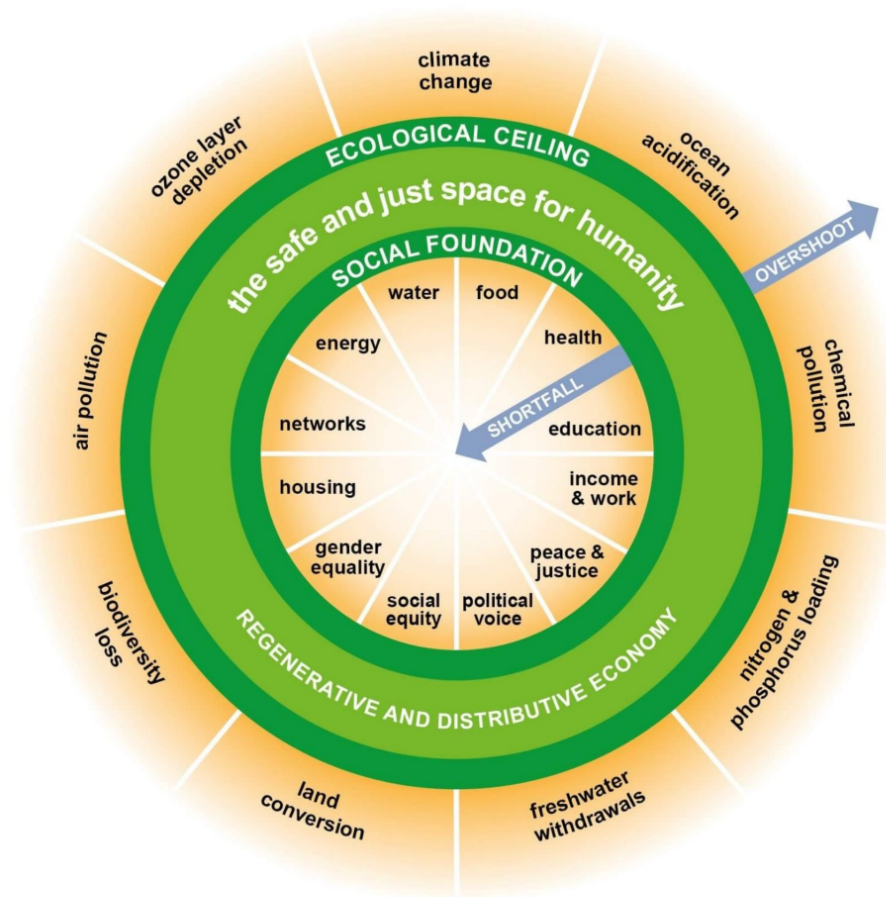 climate
change
ocean
acidification
chemical
pollution
nitrogen &
phosphorus loading
freshwater
withdrawals
land
conversion
biodiversity
loss
air pollution
ozone layer
depletion
OVERSHOOT
ECOLOGICAL CEILING
the safe and just space for humanity
SOCIAL FOUNDATION
water
food
health
SHORTFALL
education
income
& work
peace &
justice
political
voice
social
equity
gender
equality
housing
networks
energy
REGENERATIVE AND DISTRIBUTIVE ECONOMY